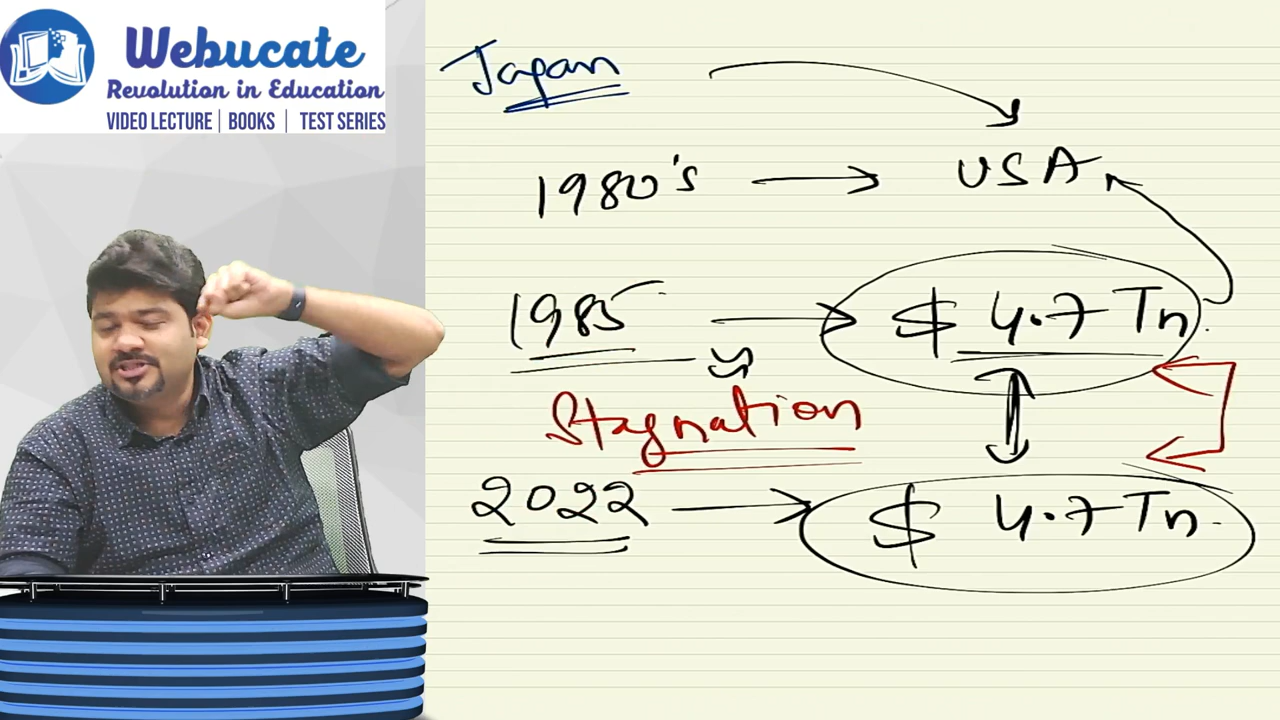 Webucate
Revolution in Education
VIDEO LECTURE | BOOKS | TEST SERIES
Japan
1980's → USA
1985 → $ 4.7 Tn.
Stagnation
2022 → $ 4.7 Tn.